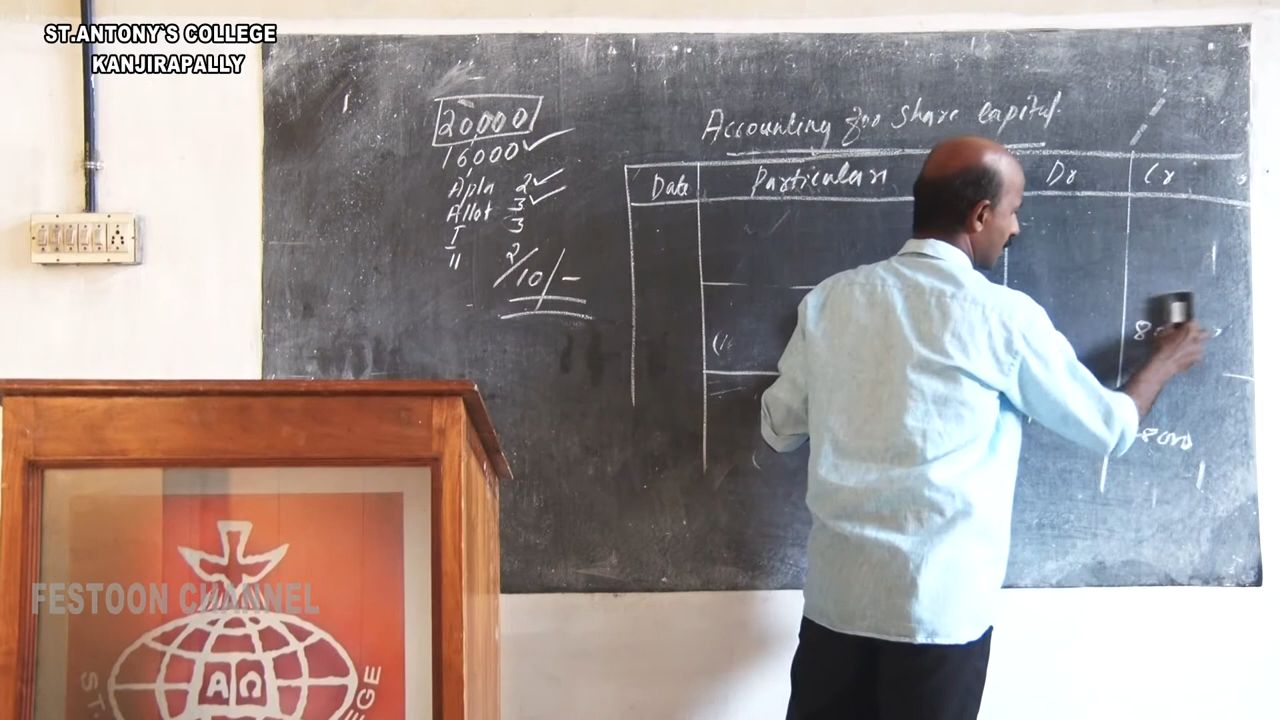 ST.ANTONY`S COLLEGE
KANJIRAPALLY
20000
16000
Apln 2
Allot 3
I 3
II 2
/10/-
Accounting for share capital
Date Particulars Dr Cr
FESTOON CHANNEL
ΑΩ